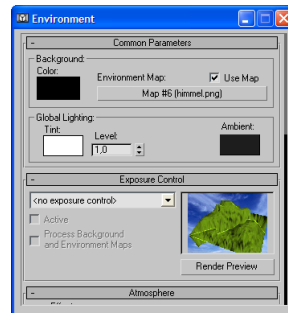 Environment
- Common Parameters
Background:
Color:
Environment Map:
Use Map
Map #6 (himmel.png)
Global Lighting:
Tint:
Level:
1,0
Ambient:
- Exposure Control
<no exposure control>
Active
Process Background
and Environment Maps
Render Preview
- Atmosphere